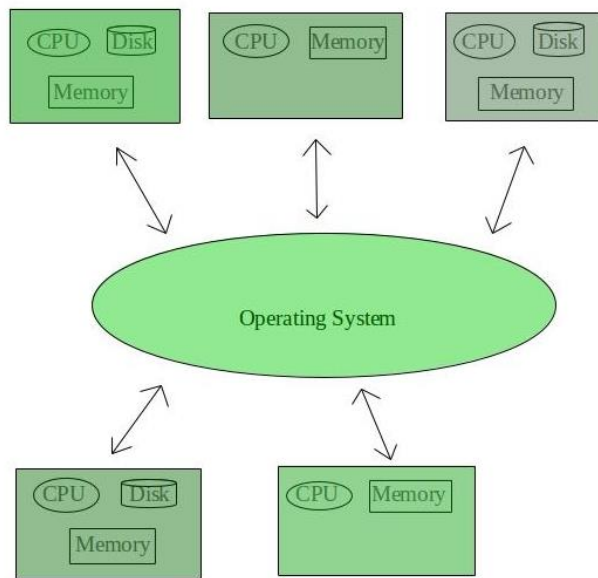 CPU Disk
Memory
CPU Memory
CPU Disk
Memory
Operating System
CPU Disk
Memory
CPU Memory